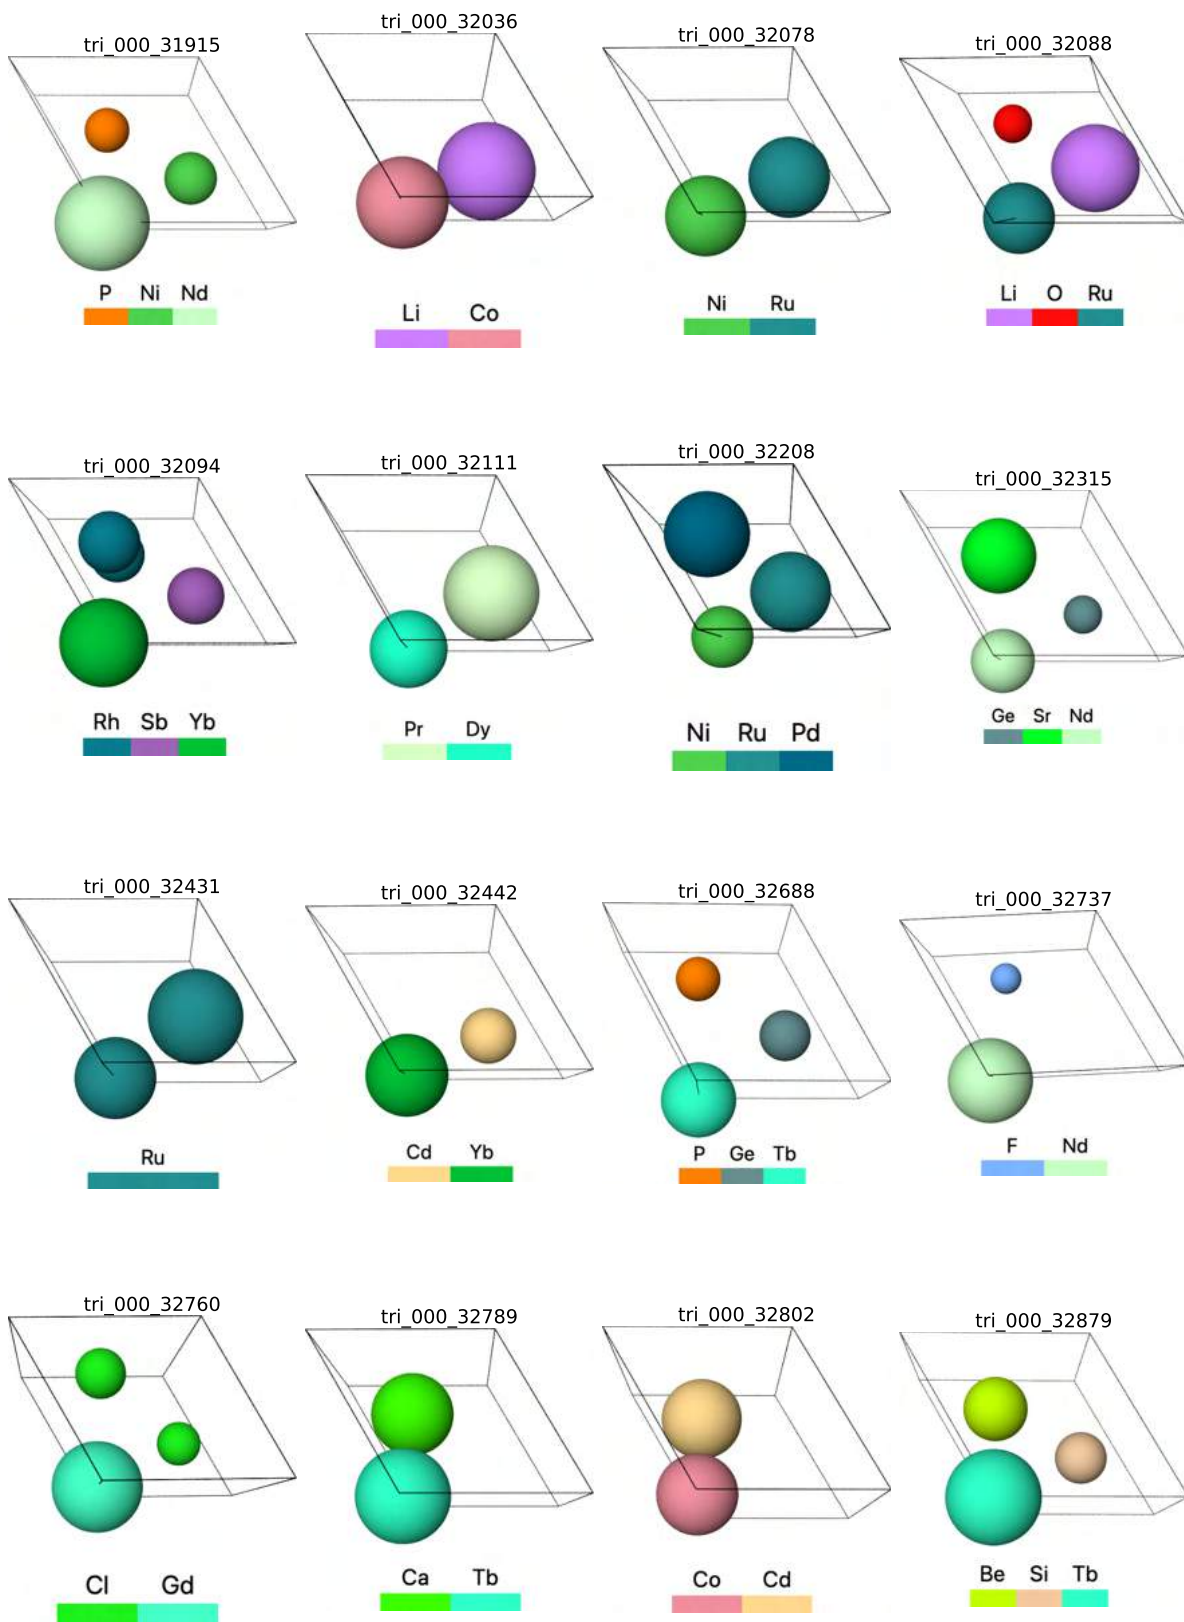 tri_000_31915
tri_000_32036
tri_000_32078
tri_000_32088
P Ni Nd
Li Co
Ni Ru
Li O Ru
tri_000_32094
tri_000_32111
tri_000_32208
tri_000_32315
Rh Sb Yb
Pr Dy
Ni Ru Pd
Ge Sr Nd
tri_000_32431
tri_000_32442
tri_000_32688
tri_000_32737
Ru
Cd Yb
P Ge Tb
F Nd
tri_000_32760
tri_000_32789
tri_000_32802
tri_000_32879
Cl Gd
Ca Tb
Co Cd
Be Si Tb